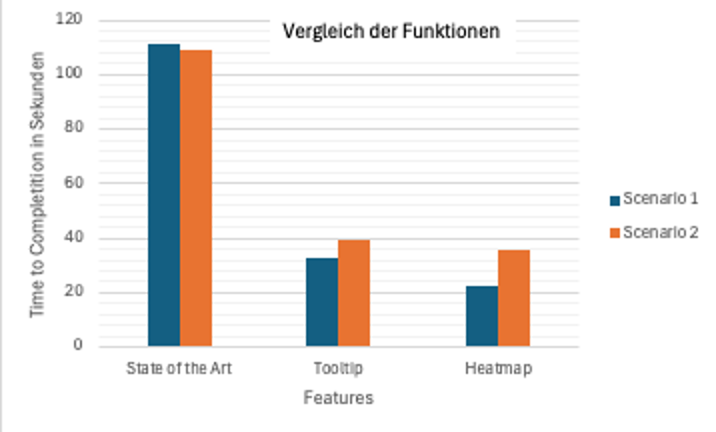 Vergleich der Funktionen
120
100
80
60
40
20
0
Time to Completition in Sekunden
State of the Art
Tooltip
Heatmap
Features
Scenario 1
Scenario 2